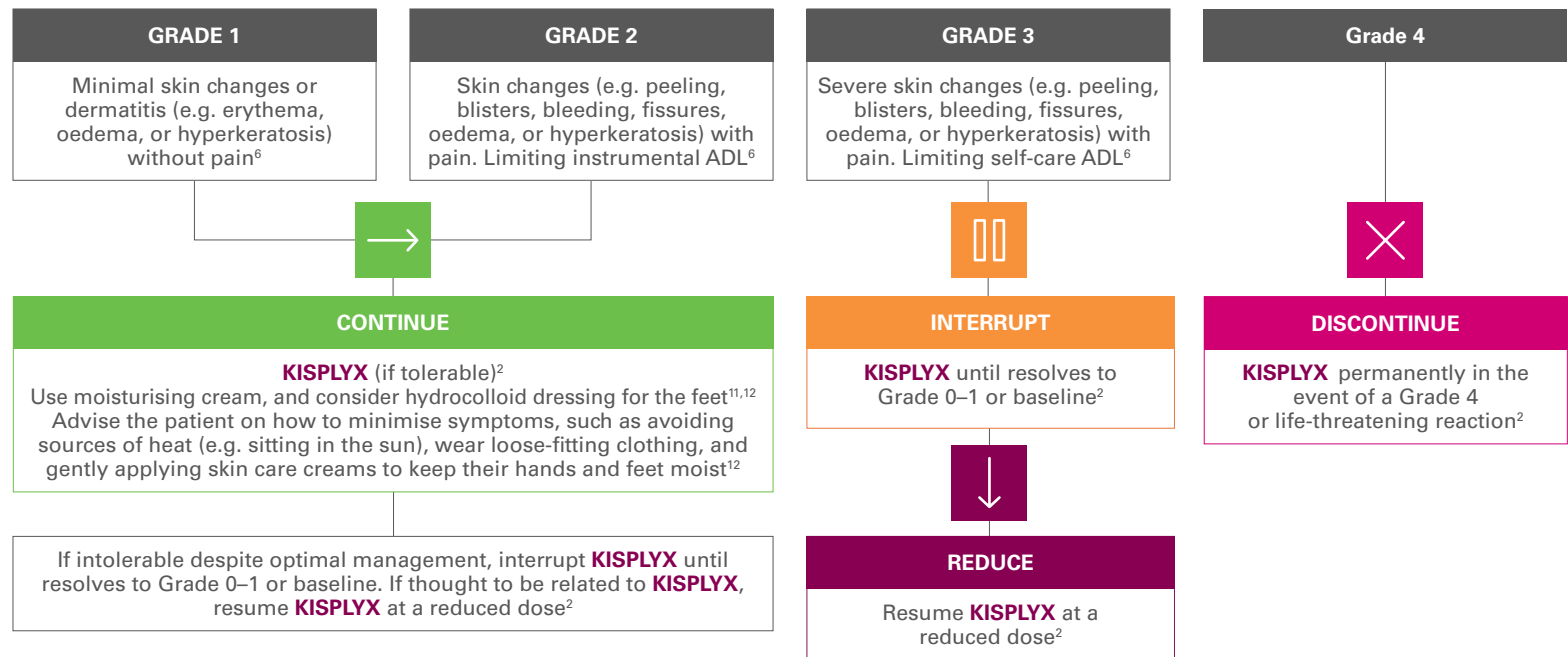 GRADE 1
Minimal skin changes or
dermatitis (e.g. erythema,
oedema, or hyperkeratosis)
without pain6
GRADE 2
Skin changes (e.g. peeling,
blisters, bleeding, fissures,
oedema, or hyperkeratosis) with
pain. Limiting instrumental ADL6
CONTINUE
KISPLYX (if tolerable)2
Use moisturising cream, and consider hydrocolloid dressing for the feet11,12
Advise the patient on how to minimise symptoms, such as avoiding
sources of heat (e.g. sitting in the sun), wear loose-fitting clothing, and
gently applying skin care creams to keep their hands and feet moist12
If intolerable despite optimal management, interrupt KISPLYX until
resolves to Grade 0–1 or baseline. If thought to be related to KISPLYX,
resume KISPLYX at a reduced dose2
GRADE 3
Severe skin changes (e.g. peeling,
blisters, bleeding, fissures,
oedema, or hyperkeratosis) with
pain. Limiting self-care ADL6
INTERRUPT
KISPLYX until resolves to
Grade 0–1 or baseline2
REDUCE
Resume KISPLYX at a
reduced dose2
Grade 4
DISCONTINUE
KISPLYX permanently in the
event of a Grade 4
or life-threatening reaction2